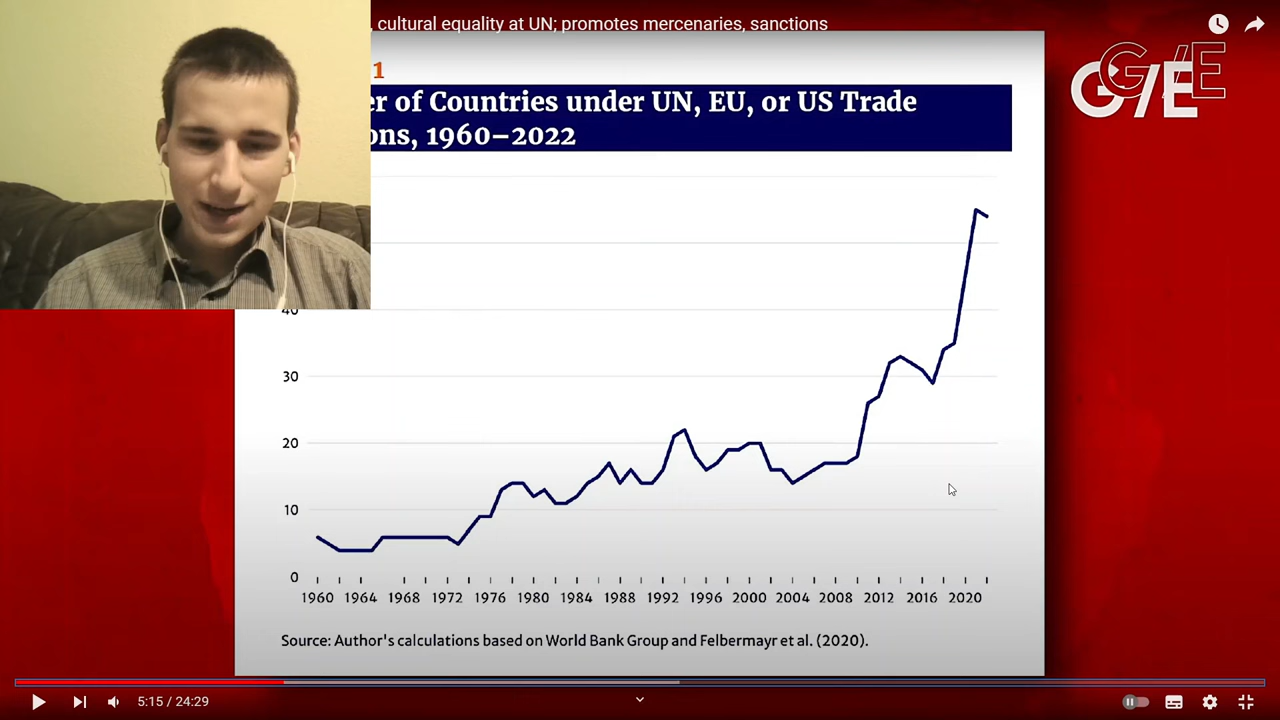 , cultural equality at UN; promotes mercenaries, sanctions
G/E
G/E
1
er of Countries under UN, EU, or US Trade
ons, 1960–2022
40
30
20
10
0
1960 1964 1968 1972 1976 1980 1984 1988 1992 1996 2000 2004 2008 2012 2016 2020
Source: Author's calculations based on World Bank Group and Felbermayr et al. (2020).
5:15 / 24:29